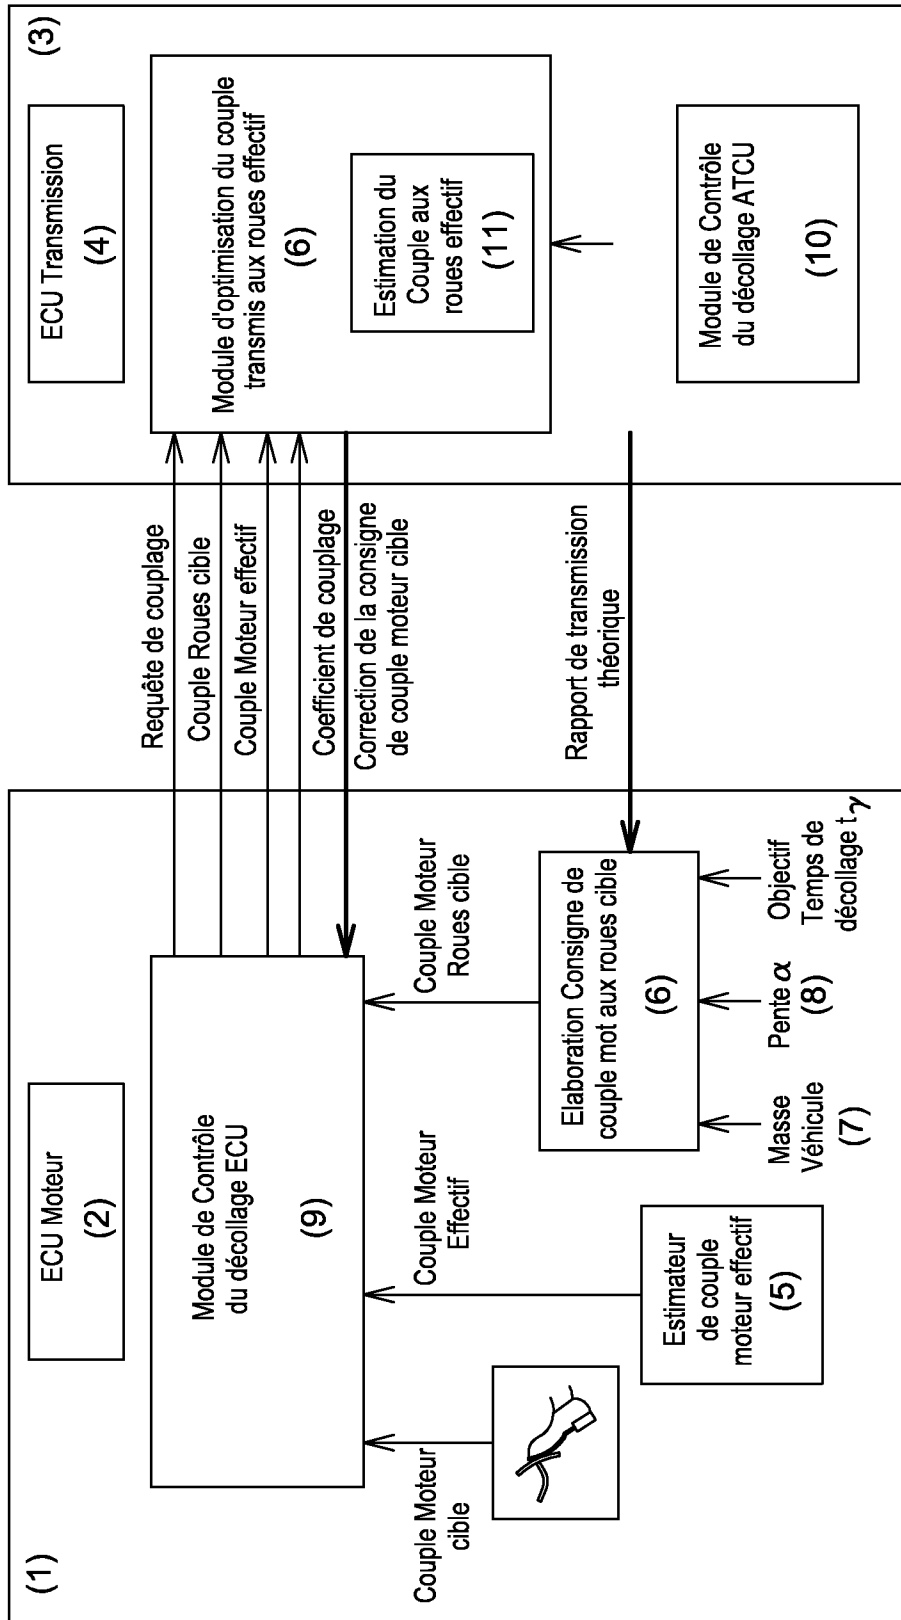 (1)
ECU Moteur
(2)
Module de Contrôle
du décollage ECU
(9)
Couple Moteur
cible
Couple Moteur
Effectif
Couple Moteur
Roues cible
Estimateur
de couple
moteur effectif
(5)
Elaboration Consigne de
couple mot aux roues cible
(6)
Masse
Véhicule
(7)
Pente α
(8)
Objectif
Temps de
décollage tγ
Requête de couplage
Couple Roues cible
Couple Moteur effectif
Coefficient de couplage
Correction de la consigne
de couple moteur cible
Rapport de transmission
théorique
(3)
ECU Transmission
(4)
Module d'optimisation du couple
transmis aux roues effectif
(6)
Estimation du
Couple aux
roues effectif
(11)
Module de Contrôle
du décollage ATCU
(10)